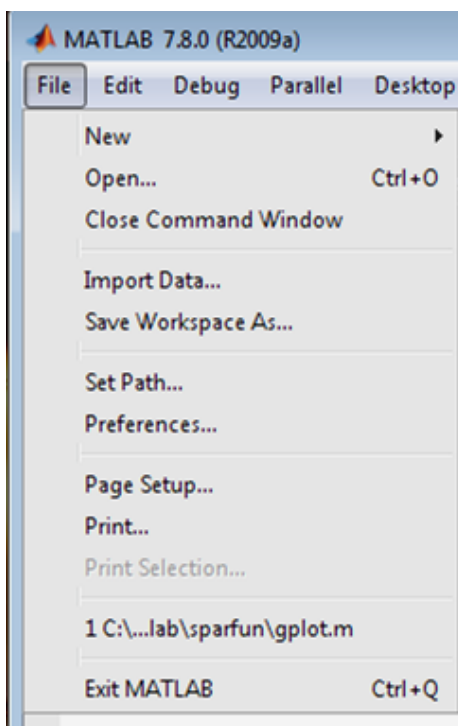 MATLAB 7.8.0 (R2009a)
File Edit Debug Parallel Desktop
New
Open... Ctrl+O
Close Command Window
Import Data...
Save Workspace As...
Set Path...
Preferences...
Page Setup...
Print...
Print Selection...
1 C:\...lab\sparfun\gplot.m
Exit MATLAB Ctrl+Q